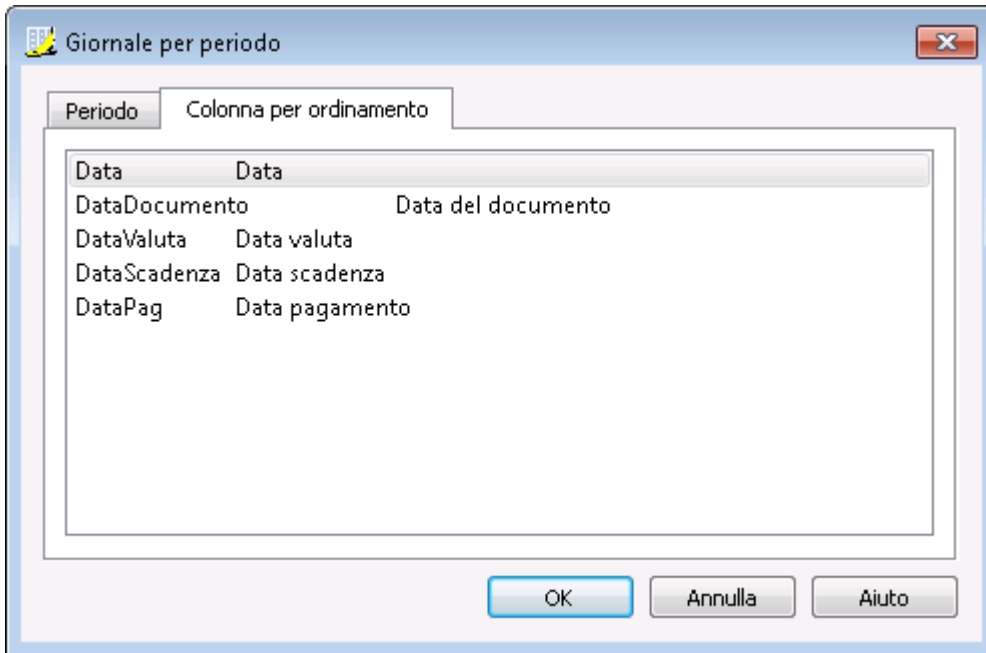 Giornale per periodo
Periodo Colonna per ordinamento
Data Data
DataDocumento Data del documento
DataValuta Data valuta
DataScadenza Data scadenza
DataPag Data pagamento
OK Annulla Aiuto